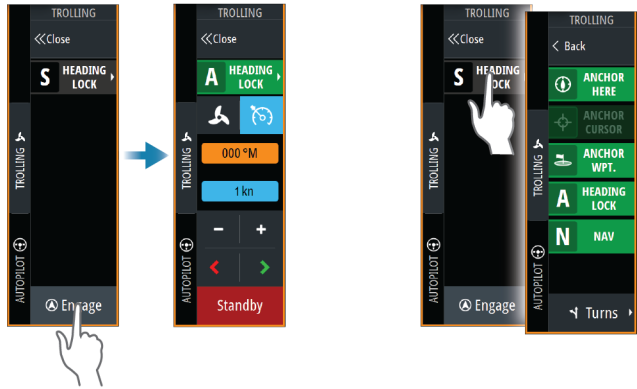 TROLLING
Close
S HEADING
LOCK
TROLLING
AUTOPILOT
Engage
TROLLING
Close
A HEADING
LOCK
000 °M
1 kn
TROLLING
AUTOPILOT
Standby
TROLLING
Close
S HEADING
LOCK
TROLLING
AUTOPILOT
Engage
TROLLING
Back
ANCHOR
HERE
ANCHOR
CURSOR
ANCHOR
WPT.
A HEADING
LOCK
N NAV
TROLLING
AUTOPILOT
Turns